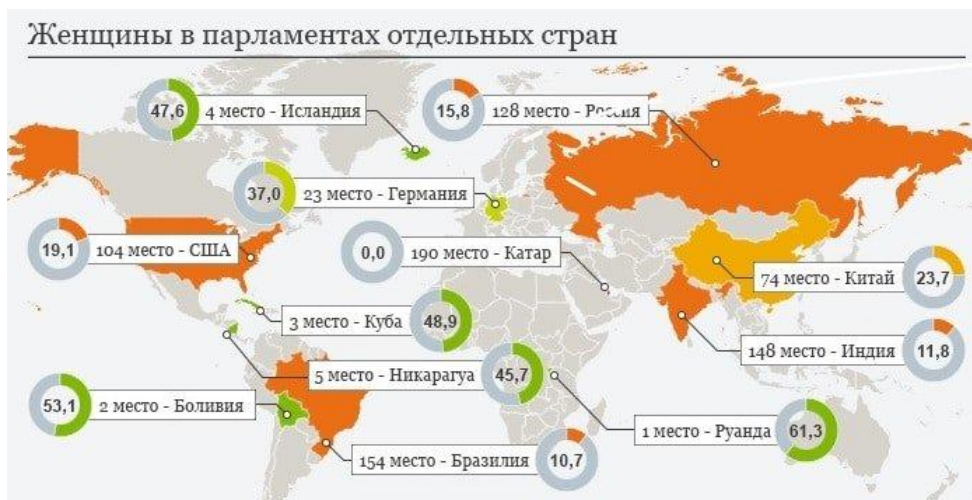 Женщины в парламентах отдельных стран
47,6
4 место - Исландия
15,8
128 место - Россия
37,0
23 место - Германия
19,1
104 место - США
0,0
190 место - Катар
74 место - Китай
23,7
3 место - Куба
48,9
148 место - Индия
11,8
5 место - Никарагуа
45,7
53,1
2 место - Боливия
1 место - Руанда
61,3
154 место - Бразилия
10,7